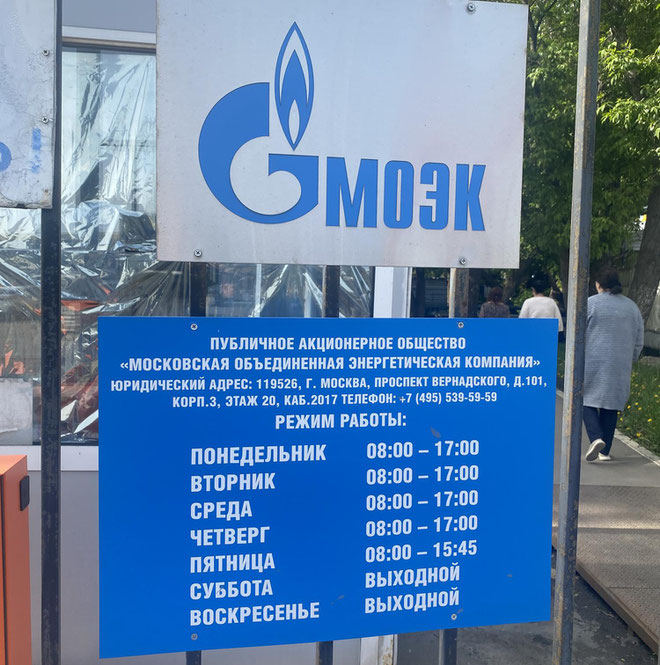 МОЭК
ПУБЛИЧНОЕ АКЦИОНЕРНОЕ ОБЩЕСТВО
«МОСКОВСКАЯ ОБЪЕДИНЕННАЯ ЭНЕРГЕТИЧЕСКАЯ КОМПАНИЯ»
ЮРИДИЧЕСКИЙ АДРЕС: 119526, Г. МОСКВА, ПРОСПЕКТ ВЕРНАДСКОГО, Д.101,
КОРП.3, ЭТАЖ 20, КАБ.2017 ТЕЛЕФОН: +7 (495) 539-59-59
РЕЖИМ РАБОТЫ:
ПОНЕДЕЛЬНИК 08:00 – 17:00
ВТОРНИК 08:00 – 17:00
СРЕДА 08:00 – 17:00
ЧЕТВЕРГ 08:00 – 17:00
ПЯТНИЦА 08:00 – 15:45
СУББОТА ВЫХОДНОЙ
ВОСКРЕСЕНЬЕ ВЫХОДНОЙ